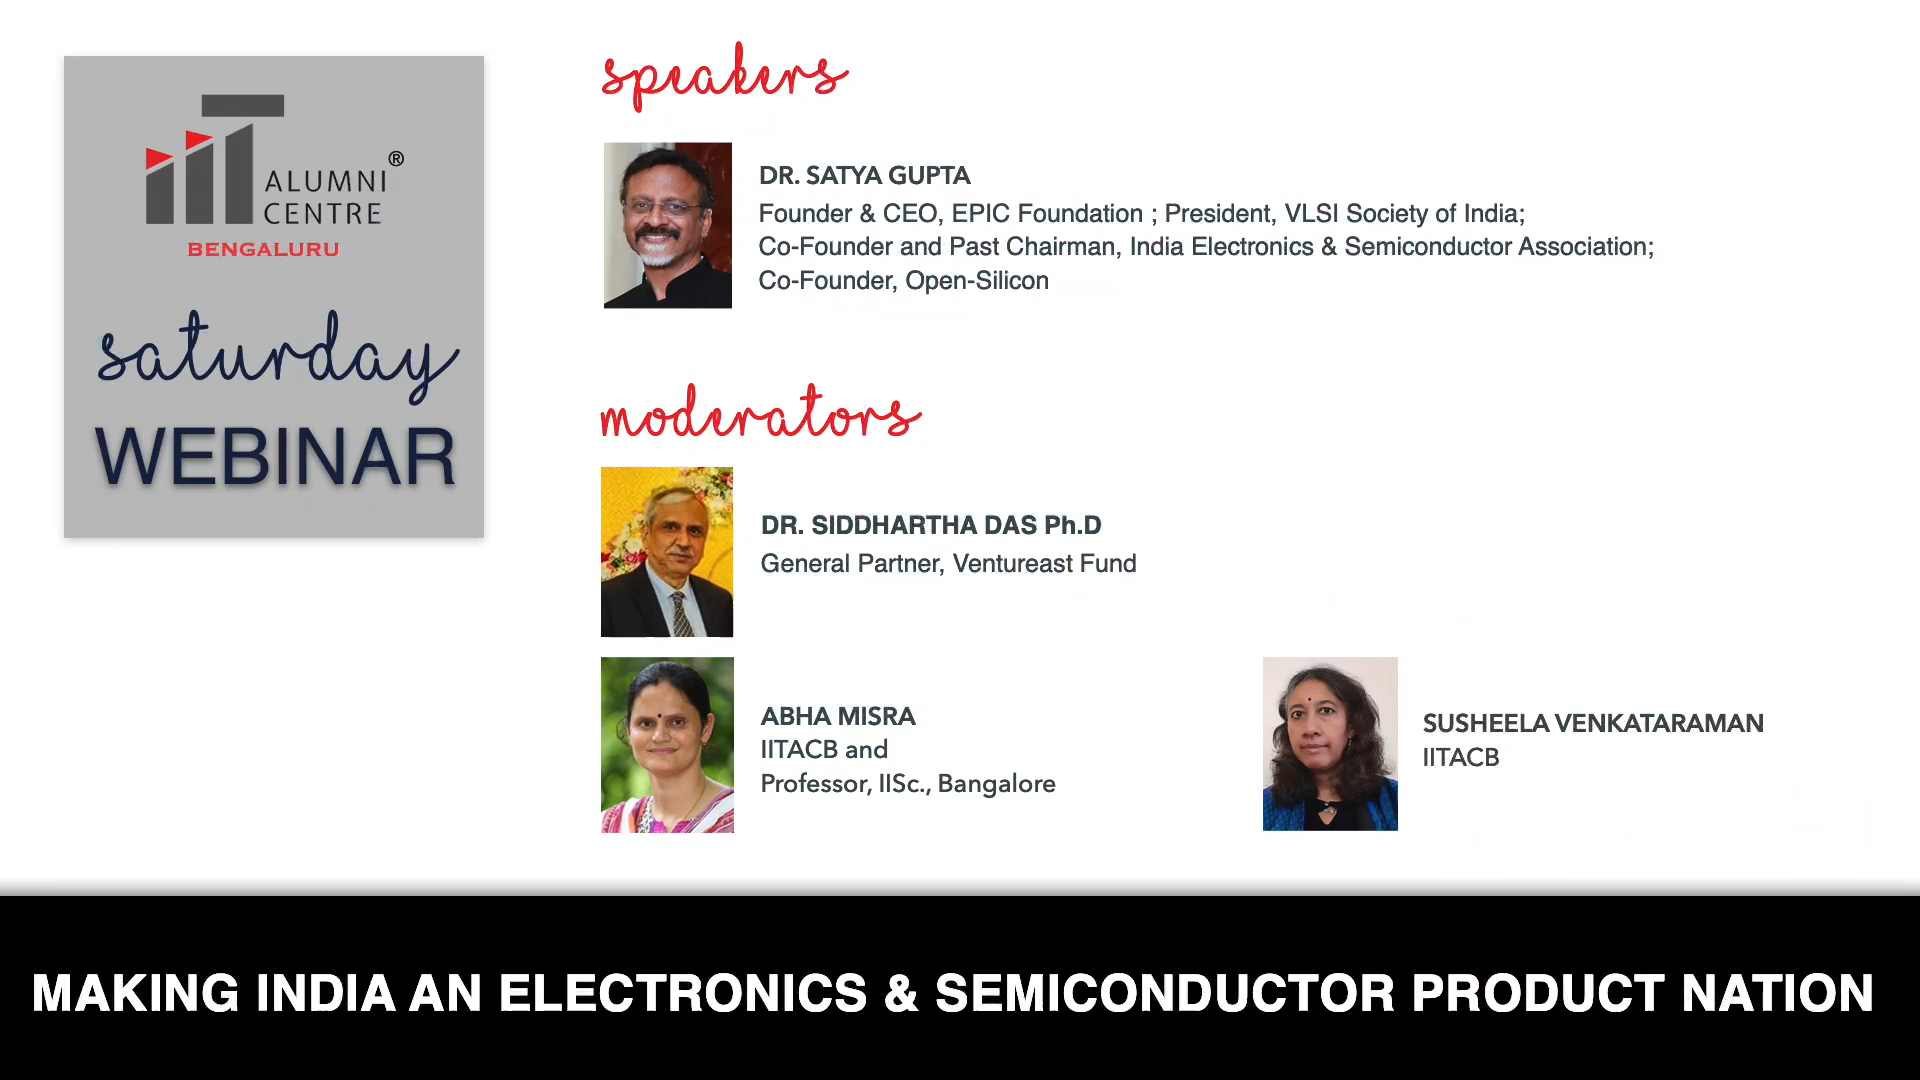 IIT ALUMNI ®
CENTRE
BENGALURU
saturday
WEBINAR
speakers
DR. SATYA GUPTA
Founder & CEO, EPIC Foundation ; President, VLSI Society of India;
Co-Founder and Past Chairman, India Electronics & Semiconductor Association;
Co-Founder, Open-Silicon
moderators
DR. SIDDHARTHA DAS Ph.D
General Partner, Ventureast Fund
ABHA MISRA
IITACB and
Professor, IISc., Bangalore
SUSHEELA VENKATARAMAN
IITACB
MAKING INDIA AN ELECTRONICS & SEMICONDUCTOR PRODUCT NATION